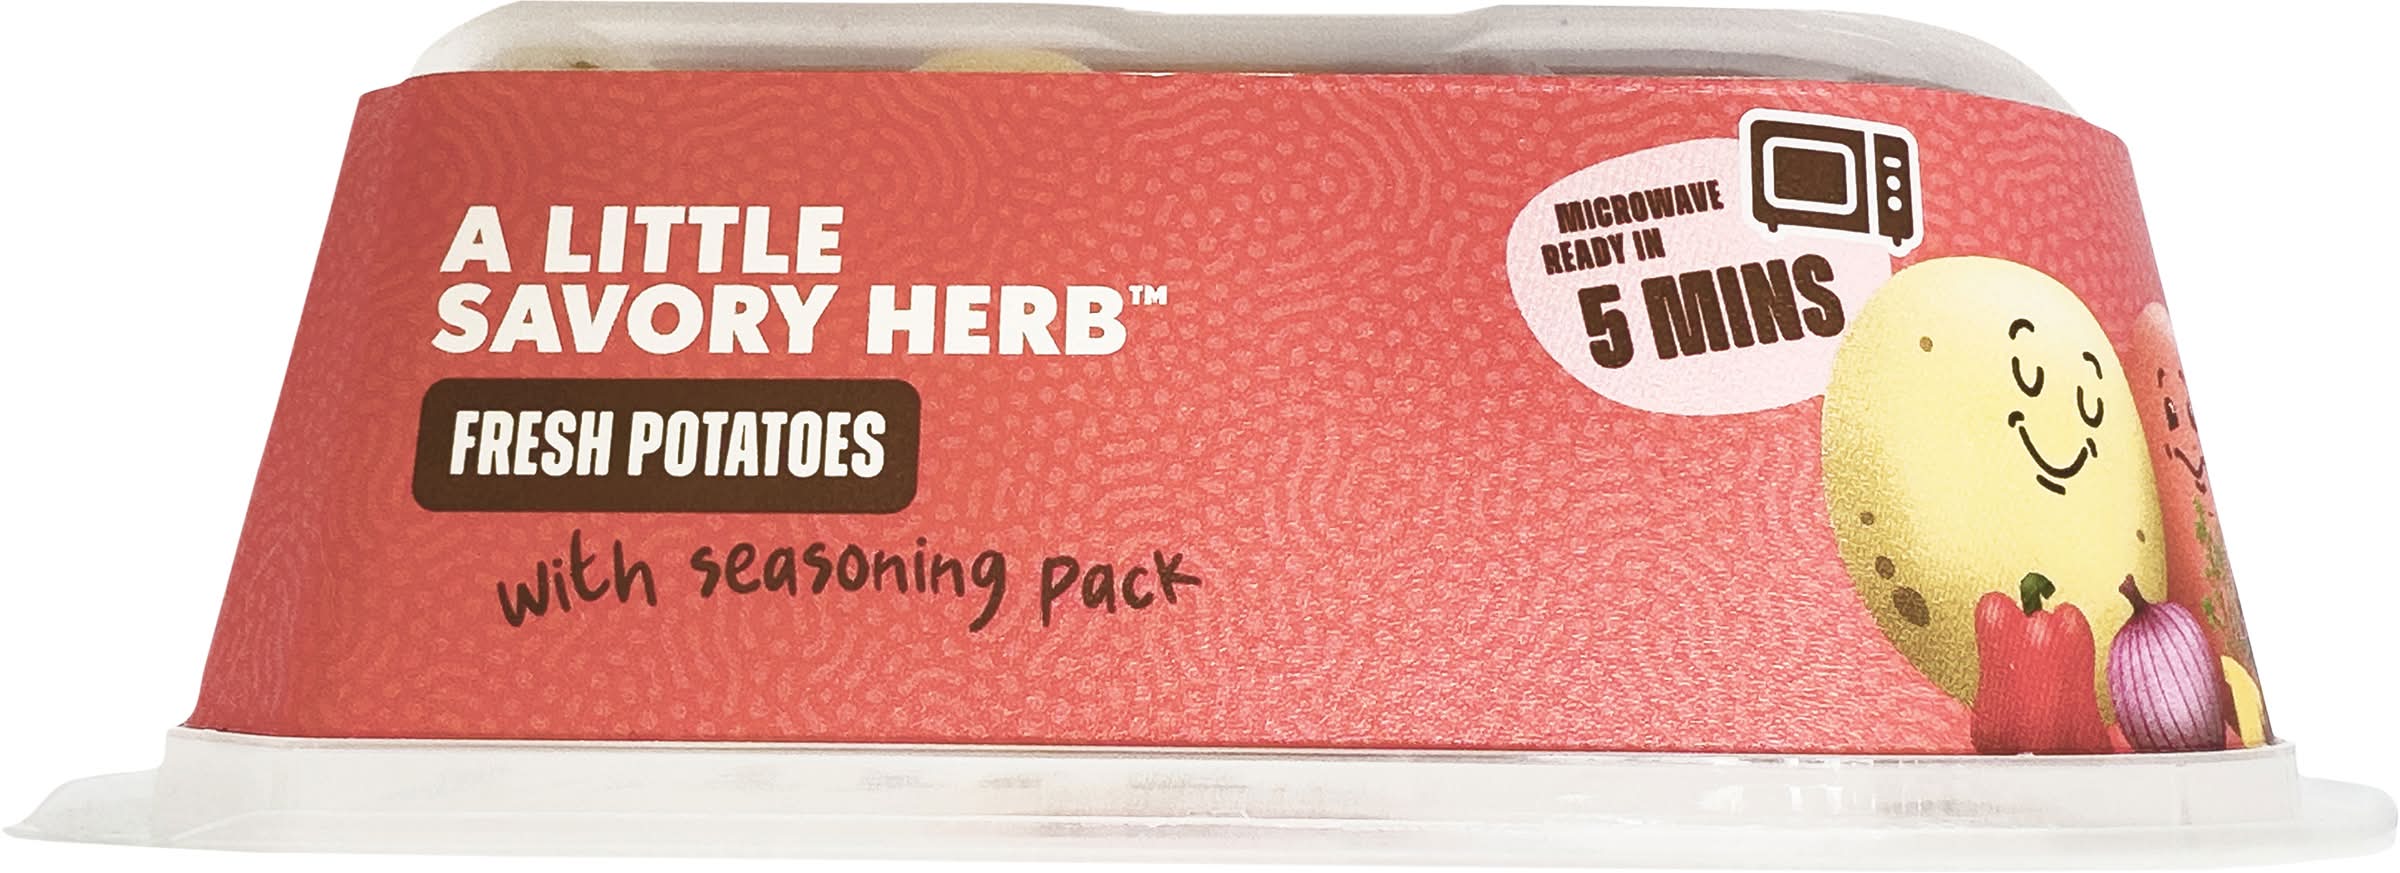 A LITTLE
SAVORY HERB™
FRESH POTATOES
with seasoning pack
MICROWAVE
READY IN
5 MINS